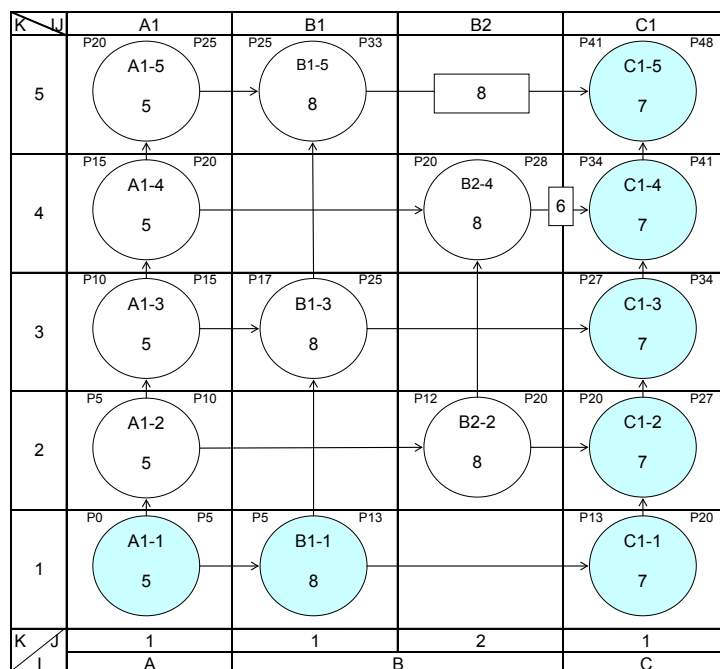 K IJ A1 B1 B2 C1
P20 P25 P25 P33 P41 P48
A1-5 B1-5 C1-5
5 5 8 8 7
P15 P20 P20 P28 P34 P41
A1-4 B2-4 C1-4
4 5 8 6 7
P10 P15 P17 P25 P27 P34
A1-3 B1-3 C1-3
3 5 8 7
P5 P10 P12 P20 P20 P27
A1-2 B2-2 C1-2
2 5 8 7
P0 P5 P5 P13 P13 P20
A1-1 B1-1 C1-1
1 5 8 7
K J 1 1 2 1
I A B C